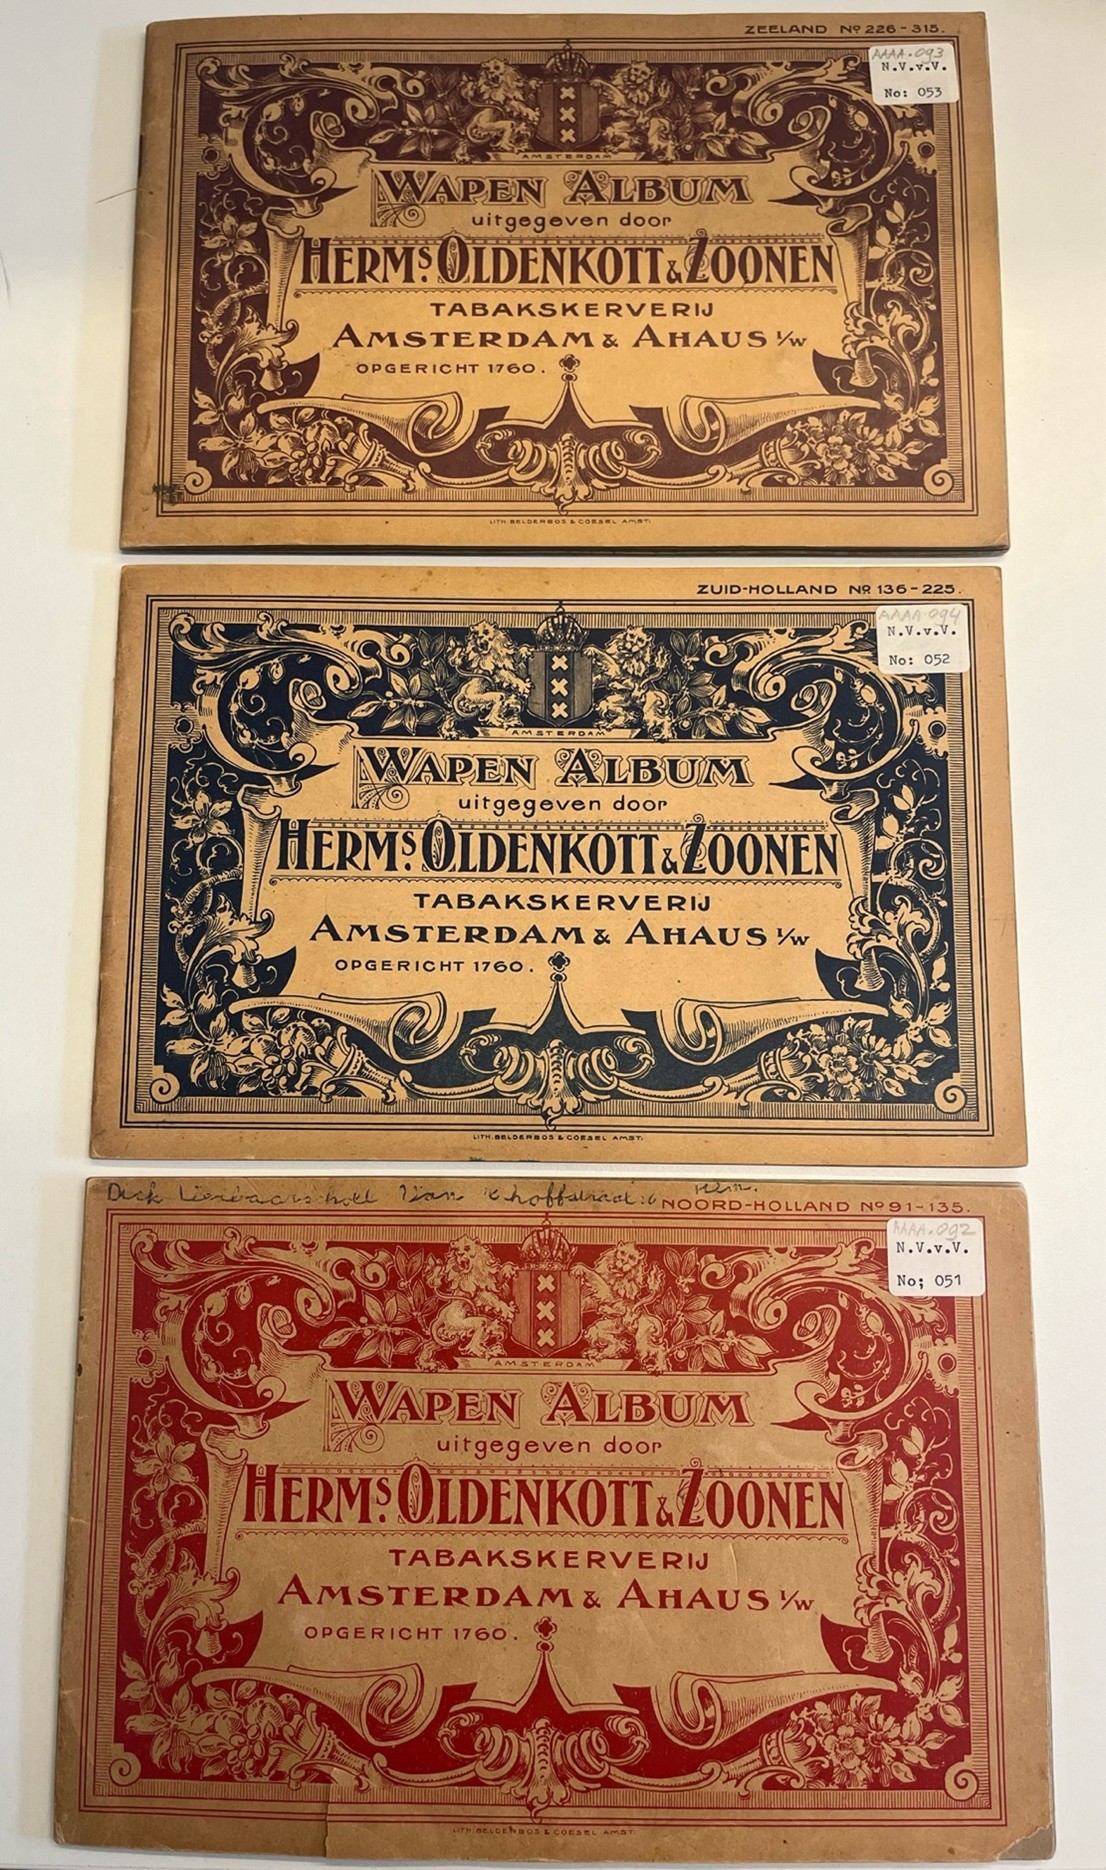 ZEELAND Nº 226-315.
AAAA.093
N.V.v.V.
No: 053
AMSTERDAM
WAPEN ALBUM
uitgegeven door
HERMS. OLDENKOTT & ZOONEN
TABAKSKERVERIJ
AMSTERDAM & AHAUS i/w
OPGERICHT 1760.
LITH. BELDERBOS & COESEL AMST.
ZUID-HOLLAND Nº 136-225.
AAAA.094
N.V.v.V.
No: 052
AMSTERDAM
WAPEN ALBUM
uitgegeven door
HERMS. OLDENKOTT & ZOONEN
TABAKSKERVERIJ
AMSTERDAM & AHAUS i/w
OPGERICHT 1760.
LITH. BELDERBOS & COESEL AMST.
Dick
NOORD-HOLLAND Nº 91-135.
AAAA.092
N.V.v.V.
No; 051
AMSTERDAM
WAPEN ALBUM
uitgegeven door
HERMS. OLDENKOTT & ZOONEN
TABAKSKERVERIJ
AMSTERDAM & AHAUS i/w
OPGERICHT 1760.
LITH. BELDERBOS & COESEL AMST.